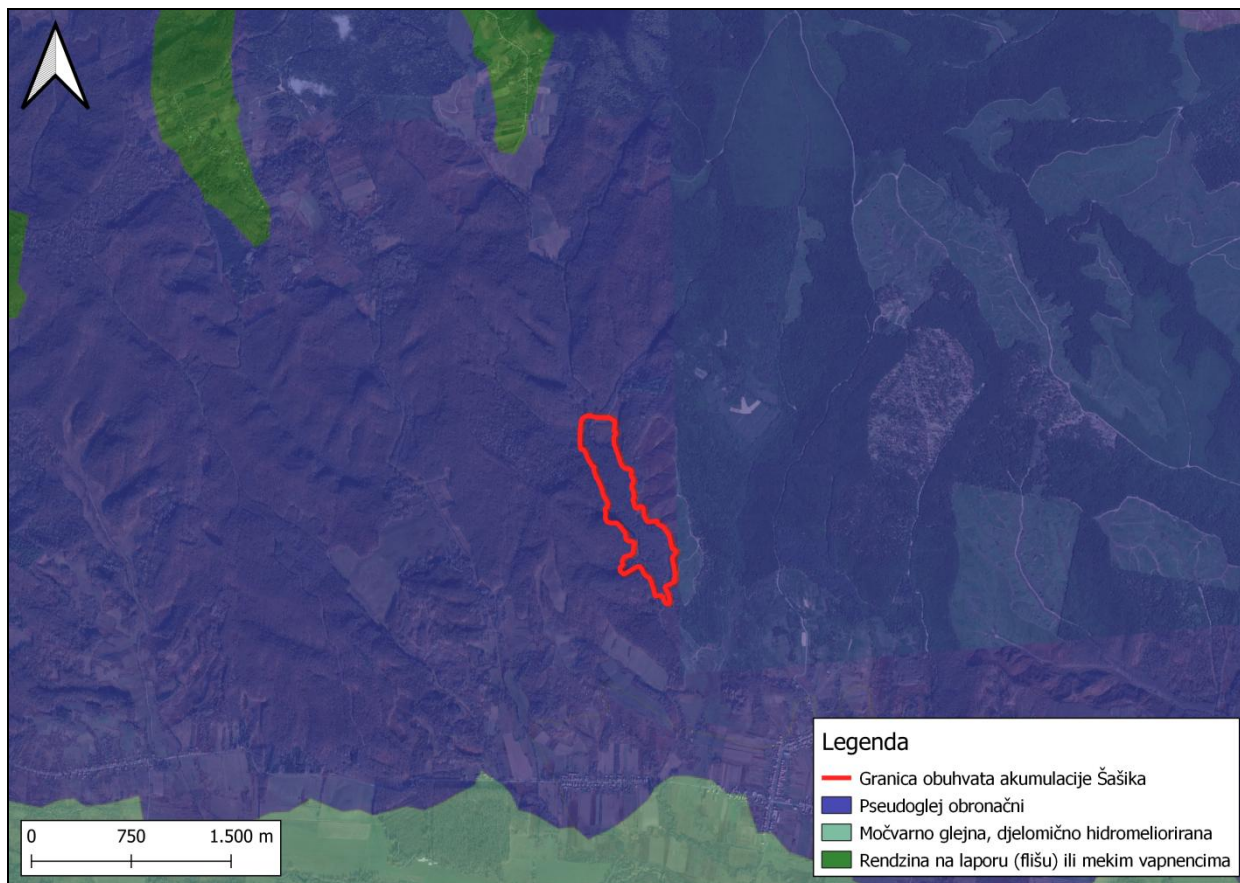 Legenda
Granica obuhvata akumulacije Šašika
Pseudoglej obronačni
Močvarno glejna, djelomično hidromeliorirana
Rendzina na laporu (flišu) ili mekim vapnencima
0 750 1.500 m